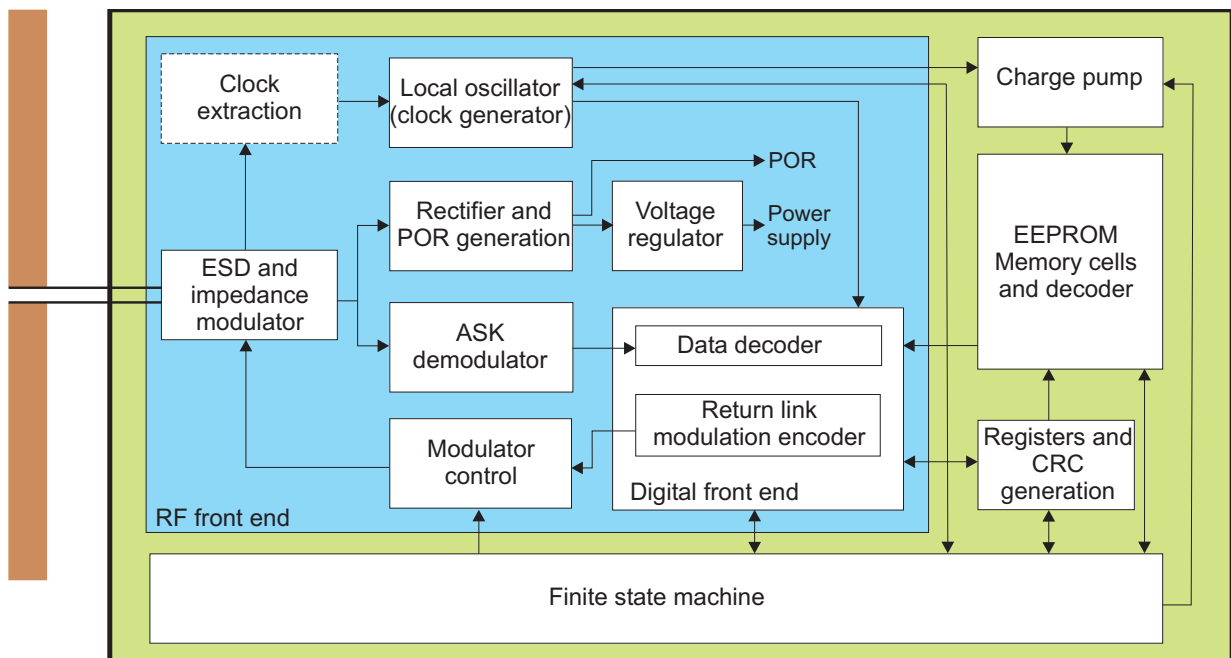 Clock
extraction
Local oscillator
(clock generator)
Charge pump
POR
Rectifier and
POR generation
Voltage
regulator
Power
supply
EEPROM
Memory cells
and decoder
ESD and
impedance
modulator
ASK
demodulator
Data decoder
Return link
modulation encoder
Modulator
control
Registers and
CRC
generation
Digital front end
RF front end
Finite state machine